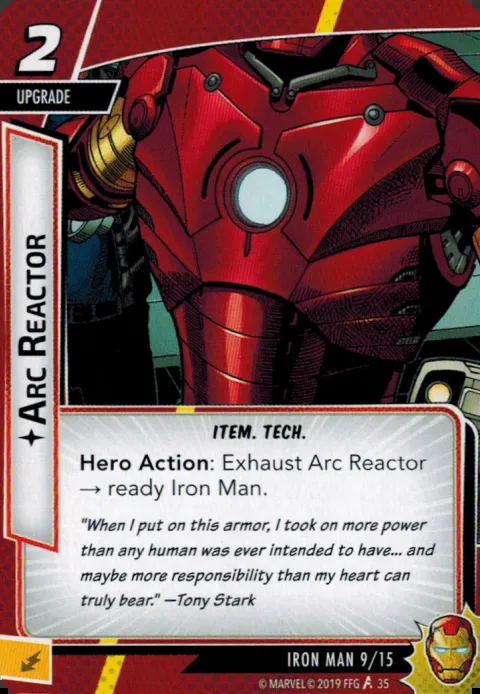 2
UPGRADE
ARC REACTOR
ITEM. TECH.
Hero Action: Exhaust Arc Reactor
→ ready Iron Man.
"When I put on this armor, I took on more power
than any human was ever intended to have... and
maybe more responsibility than my heart can
truly bear." —Tony Stark
IRON MAN 9/15
© MARVEL © 2019 FFG 35